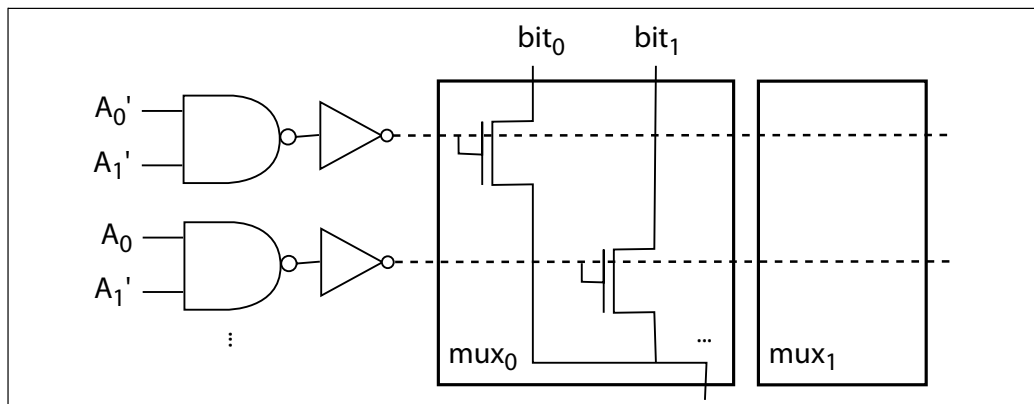 bit₀ bit₁
A₀'
A₁'
A₀
A₁'
...
...
mux₀ mux₁